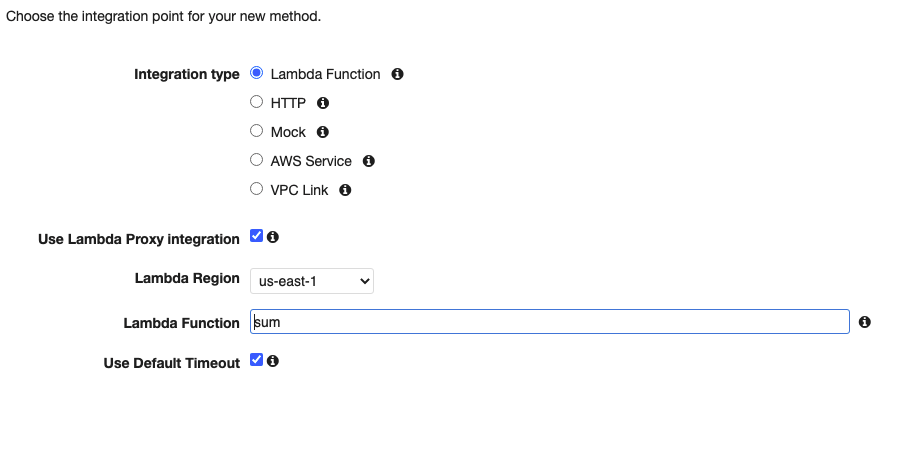 Choose the integration point for your new method.
Integration type Lambda Function
HTTP
Mock
AWS Service
VPC Link
Use Lambda Proxy integration
Lambda Region us-east-1
Lambda Function sum
Use Default Timeout